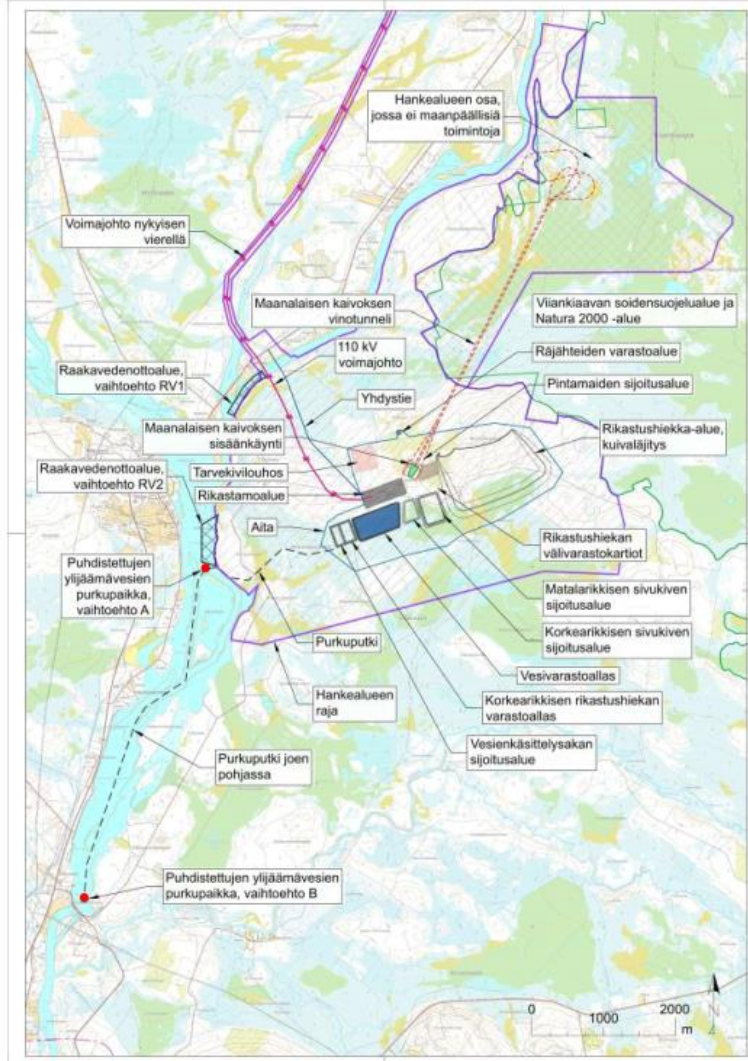 Hankealueen osa,
jossa ei maanpäällisiä
toimintoja
Voimajohto nykyisen
vierellä
Maanalaisen kaivoksen
vinotunneli
Viiankiaavan soidensuojelualue ja
Natura 2000 -alue
110 kV
voimajohto
Räjähteiden varastoalue
Raakavedenottoalue,
vaihtoehto RV1
Yhdystie
Pintamaiden sijoitusalue
Maanalaisen kaivoksen
sisäänkäynti
Rikastushiekka-alue,
kuivaläjitys
Tarvekivilouhos
Raakavedenottoalue,
vaihtoehto RV2
Rikastamoalue
Aita
Rikastushiekan
välivarastokartiot
Puhdistettujen
ylijäämävesien
purkupaikka,
vaihtoehto A
Matalarikkisen sivukiven
sijoitusalue
Purkuputki
Korkearikkisen sivukiven
sijoitusalue
Vesivarastoallas
Hankealueen
raja
Korkearikkisen rikastushiekan
varastoallas
Vesienkäsittelysakan
sijoitusalue
Purkuputki joen
pohjassa
Puhdistettujen ylijäämävesien
purkupaikka, vaihtoehto B
0 1000 2000
m
N